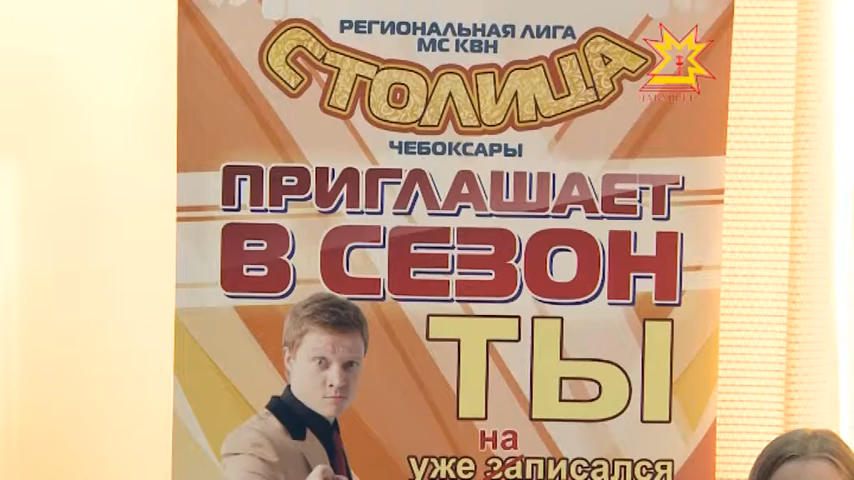 РЕГИОНАЛЬНАЯ ЛИГА
МС КВН
СТОЛИЦА
ЧЕБОКСАРЫ
ПРИГЛАШАЕТ
В СЕЗОН
ТЫ
на
уже записался